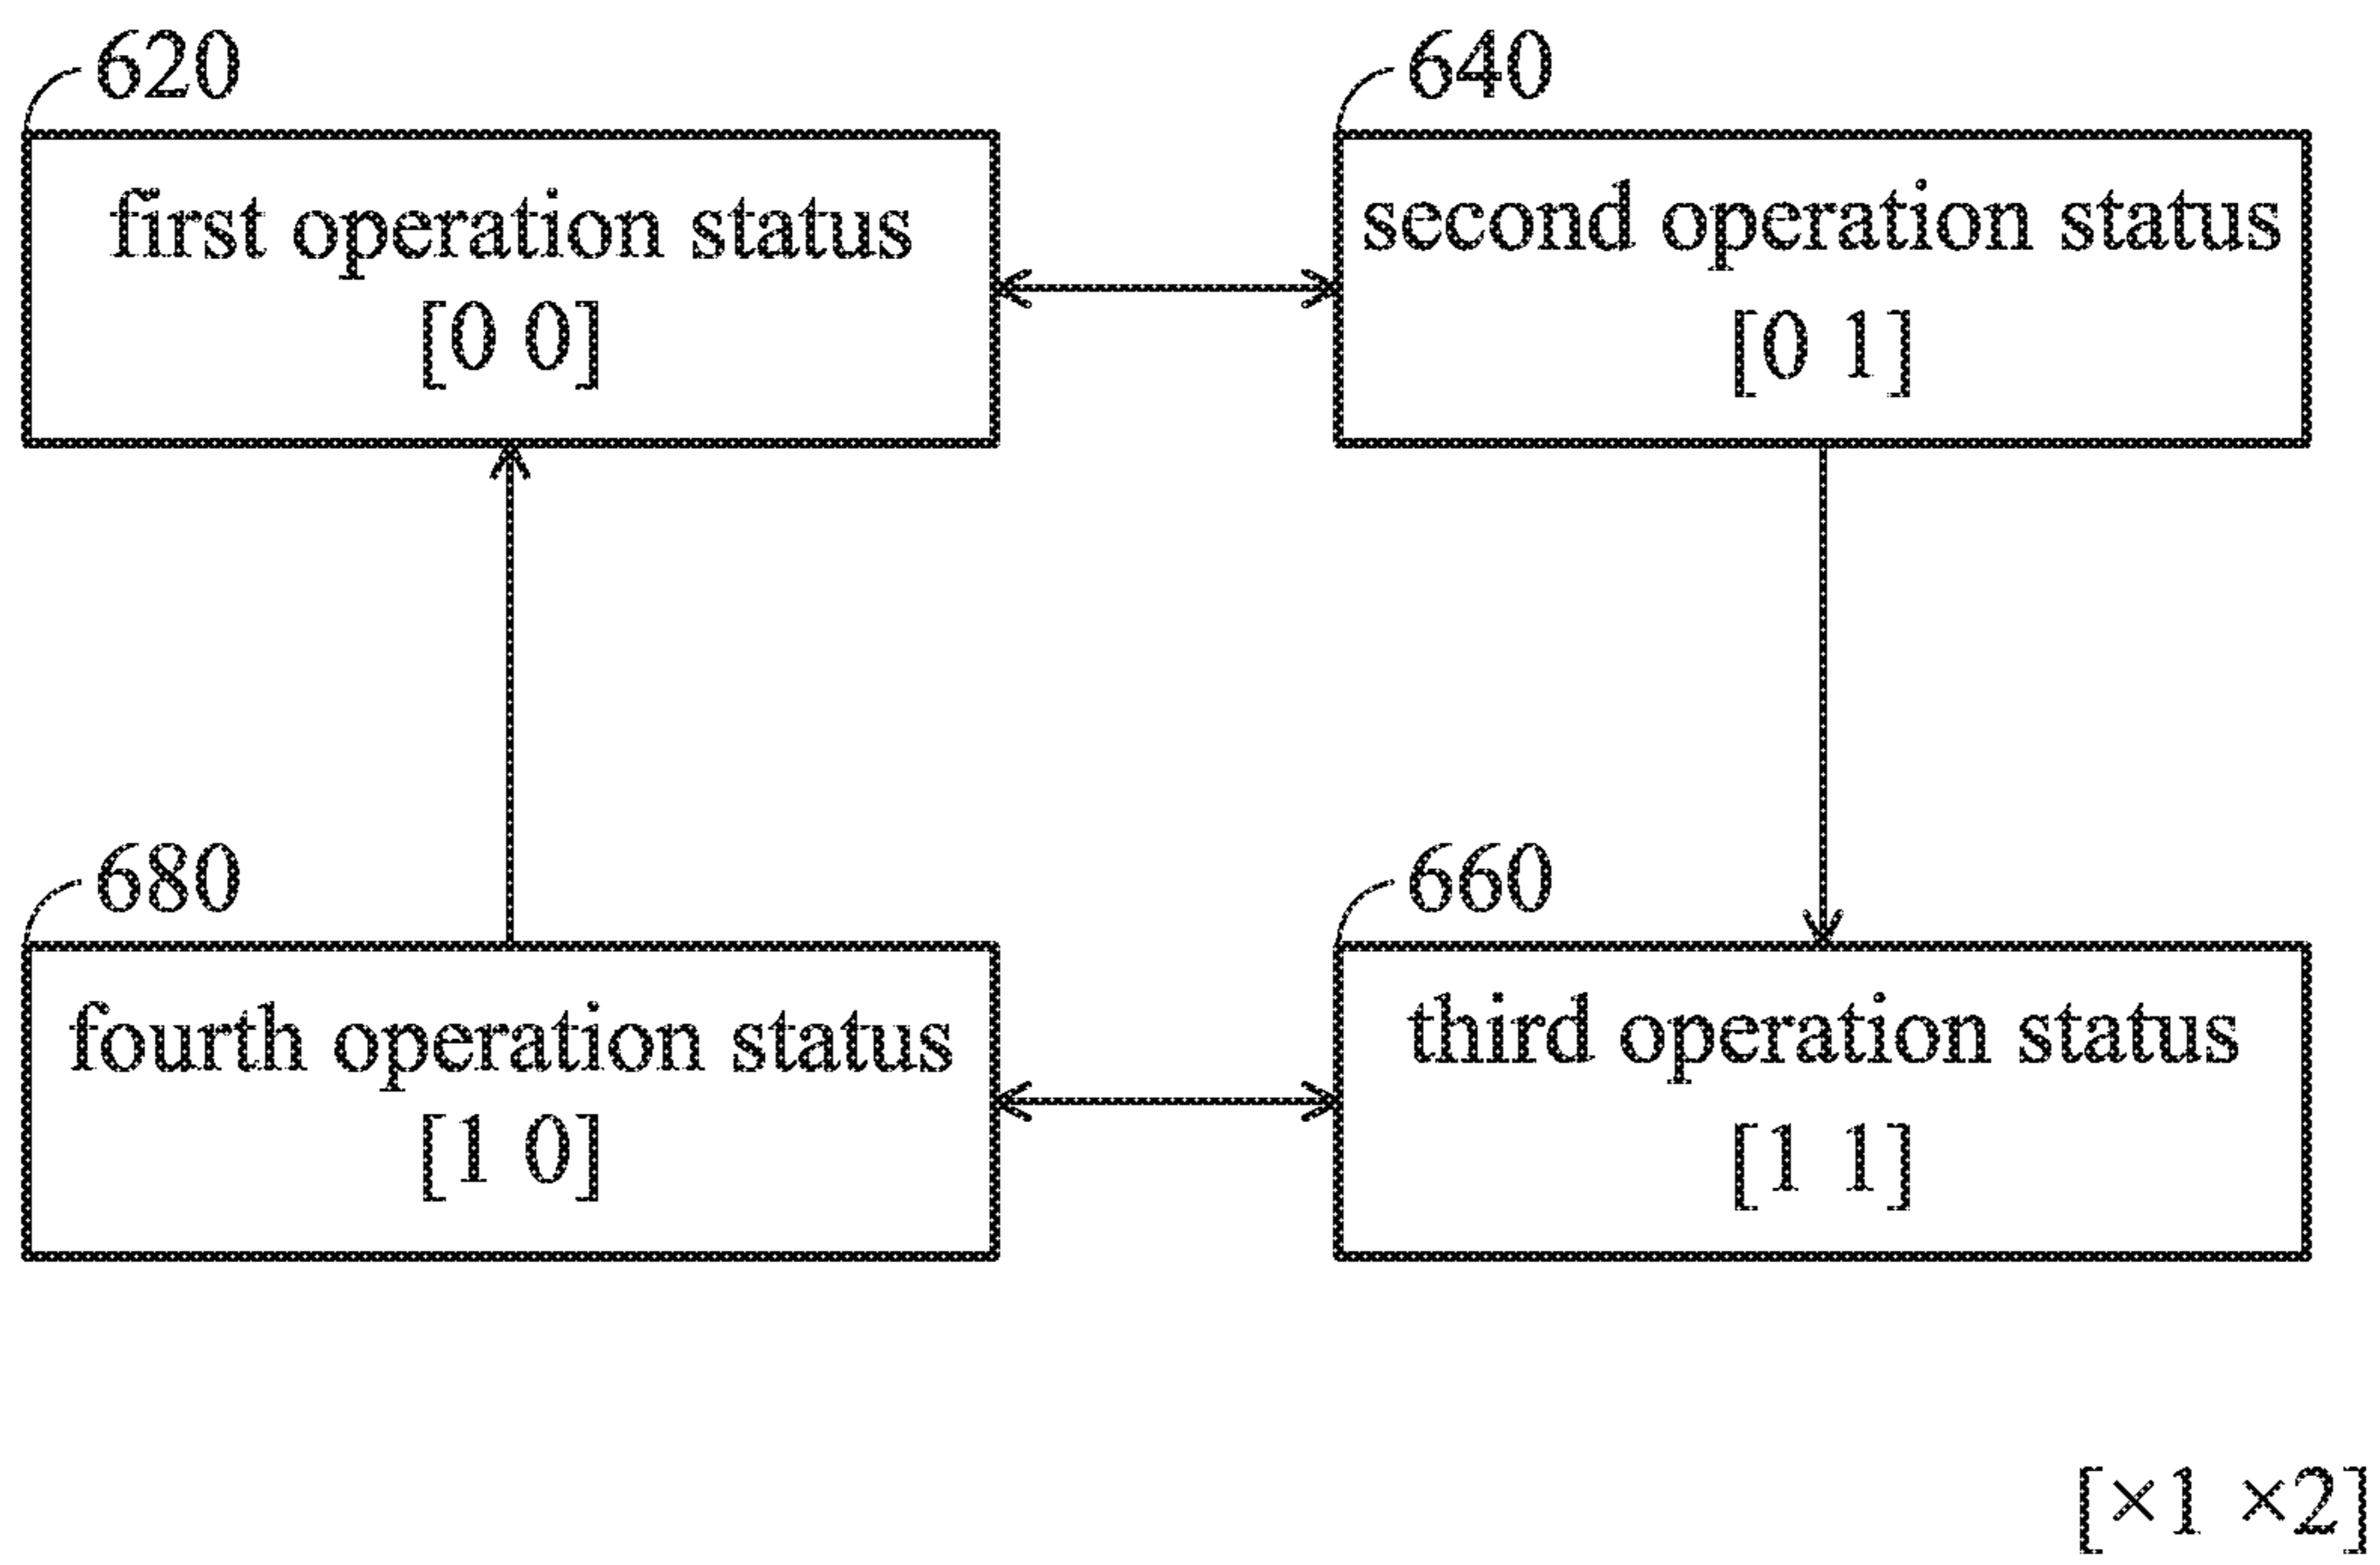 620
first operation status
[0 0]
640
second operation status
[0 1]
680
fourth operation status
[1 0]
660
third operation status
[1 1]
[×1 ×2]